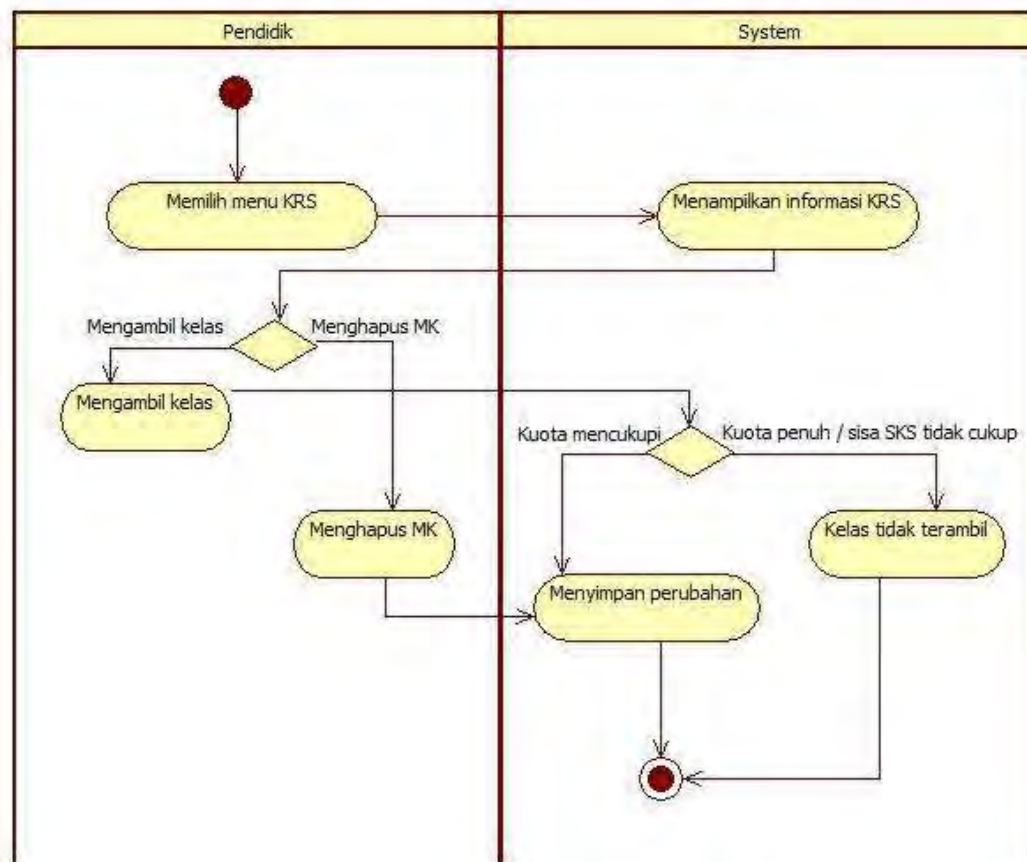 Pendidik
System
Memilih menu KRS
Menampilkan informasi KRS
Mengambil kelas
Menghapus MK
Mengambil kelas
Kuota mencukupi
Kuota penuh / sisa SKS tidak cukup
Menghapus MK
Kelas tidak terambil
Menyimpan perubahan